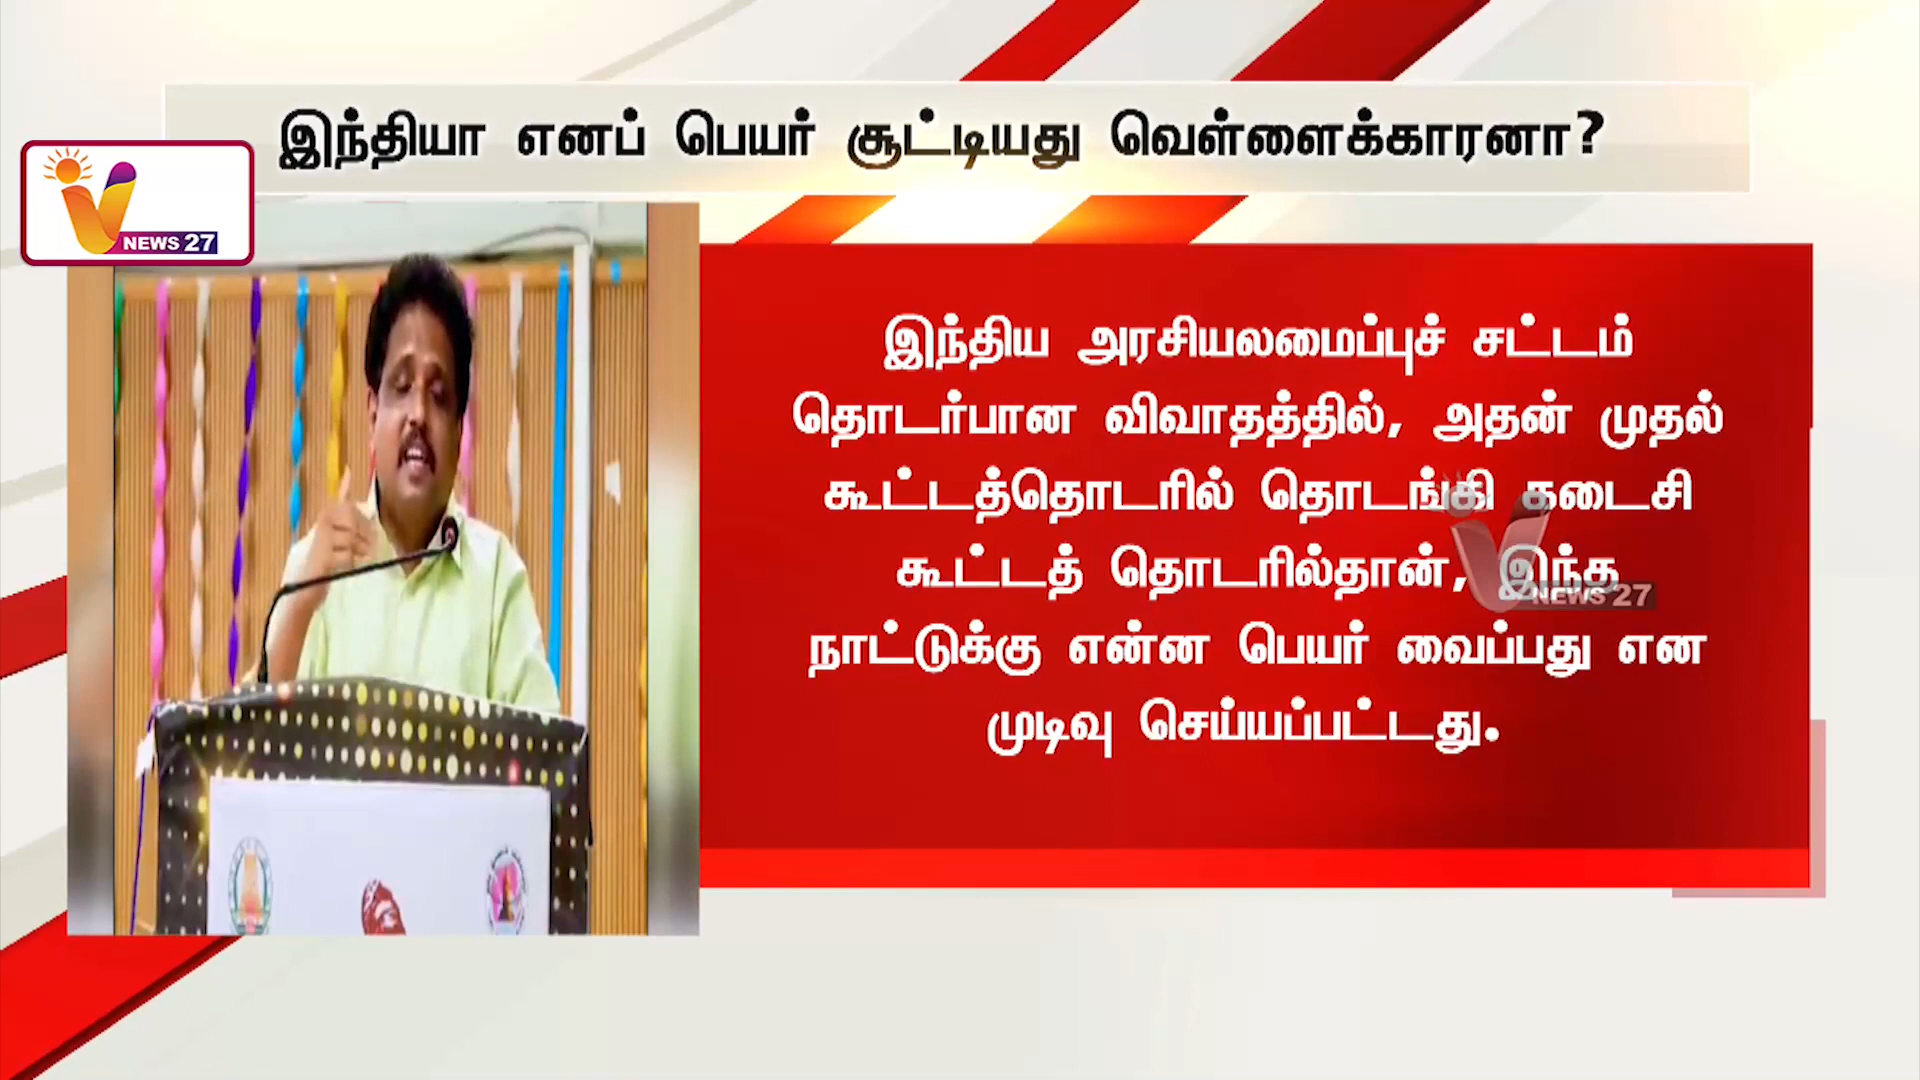 இந்தியா எனப் பெயர் சூட்டியது வெள்ளைக்காரனா?
NEWS 27
இந்திய அரசியலமைப்புச் சட்டம்
தொடர்பான விவாதத்தில், அதன் முதல்
கூட்டத்தொடரில் தொடங்கி கடைசி
கூட்டத் தொடரில்தான், இந்த
NEWS 27
நாட்டுக்கு என்ன பெயர் வைப்பது என
முடிவு செய்யப்பட்டது.